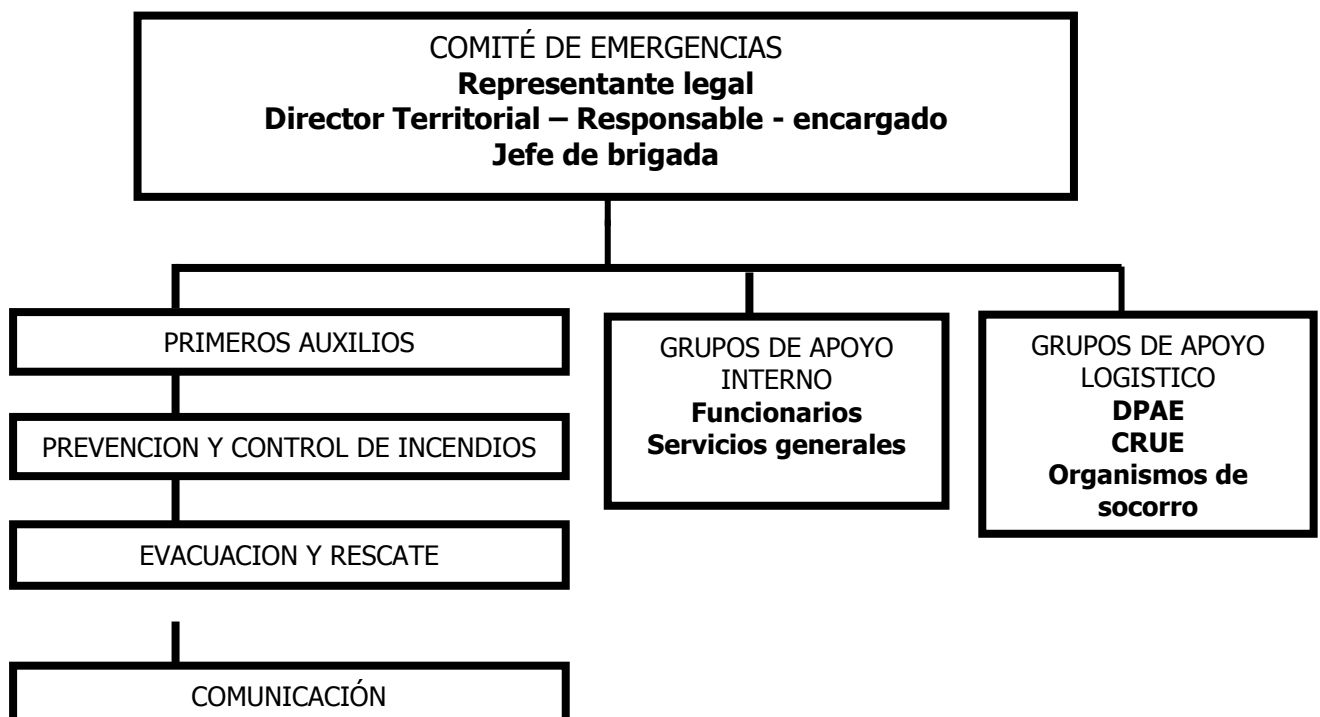 COMITÉ DE EMERGENCIAS
Representante legal
Director Territorial – Responsable - encargado
Jefe de brigada
PRIMEROS AUXILIOS
PREVENCION Y CONTROL DE INCENDIOS
EVACUACION Y RESCATE
COMUNICACIÓN
GRUPOS DE APOYO
INTERNO
Funcionarios
Servicios generales
GRUPOS DE APOYO
LOGISTICO
DPAE
CRUE
Organismos de
socorro